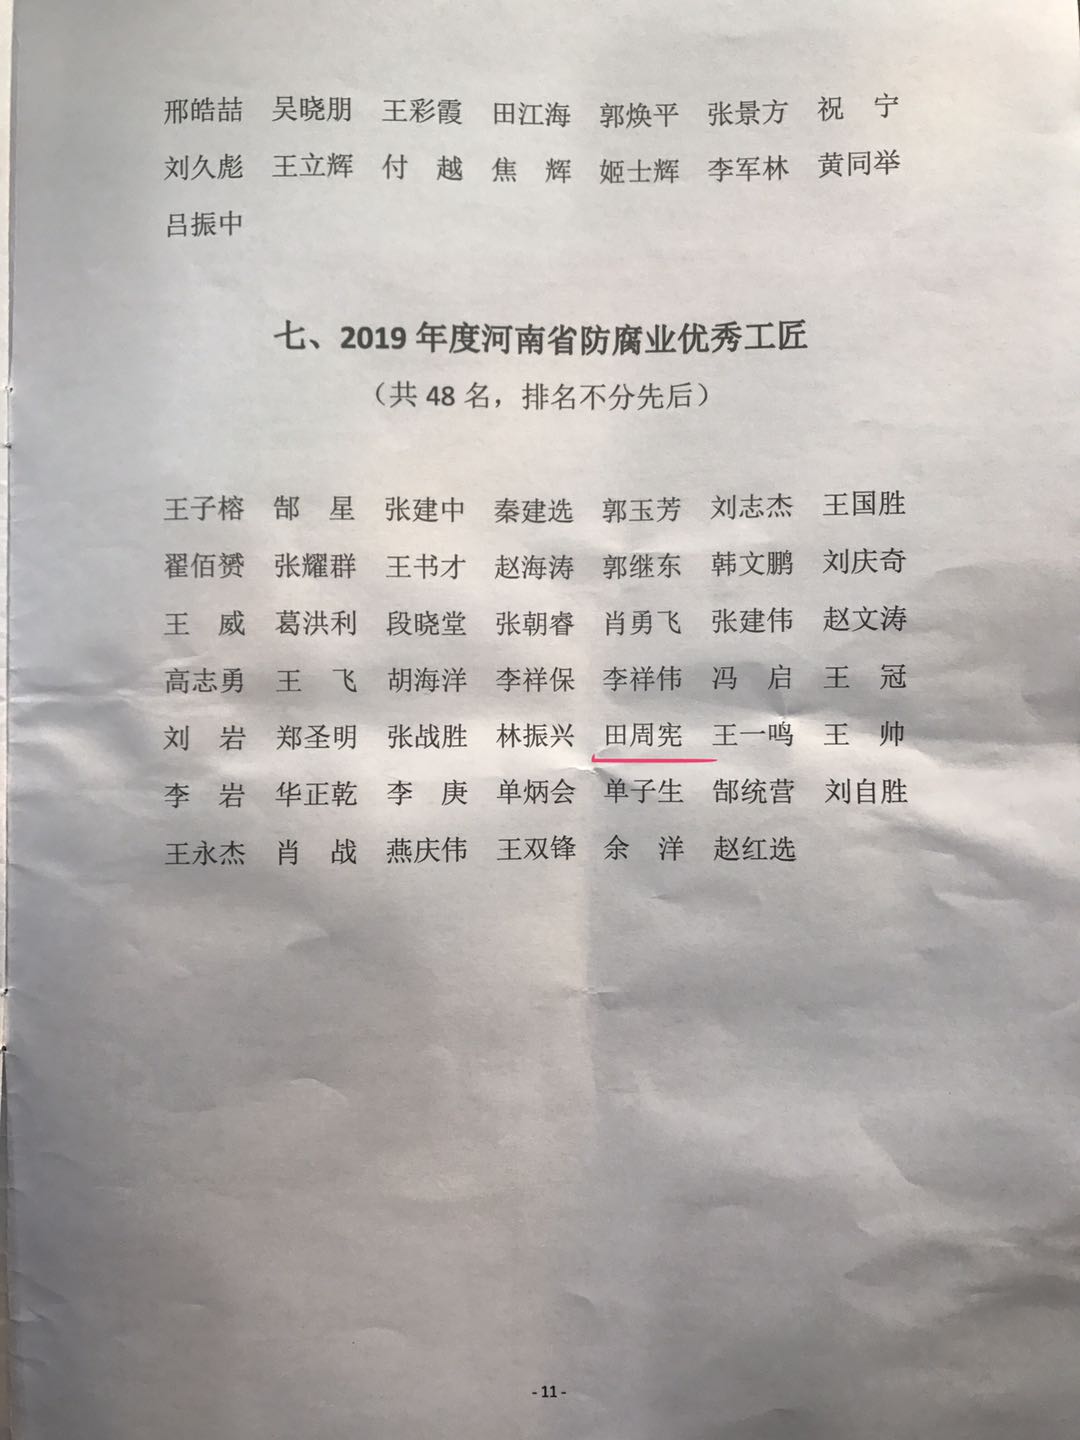 邢皓喆 吴晓朋 王彩霞 田江海 郭焕平 张景方 祝 宁
刘久彪 王立辉 付 越 焦 辉 姬士辉 李军林 黄同举
吕振中
七、2019 年度河南省防腐业优秀工匠
（共 48 名，排名不分先后）
王子榕 郜 星 张建中 秦建选 郭玉芳 刘志杰 王国胜
翟佰赟 张耀群 王书才 赵海涛 郭继东 韩文鹏 刘庆奇
王 威 葛洪利 段晓堂 张朝睿 肖勇飞 张建伟 赵文涛
高志勇 王 飞 胡海洋 李祥保 李祥伟 冯 启 王 冠
刘 岩 郑圣明 张战胜 林振兴 田周宪 王一鸣 王 帅
李 岩 华正乾 李 庚 单炳会 单子生 郜统营 刘自胜
王永杰 肖 战 燕庆伟 王双锋 余 洋 赵红选
- 11 -